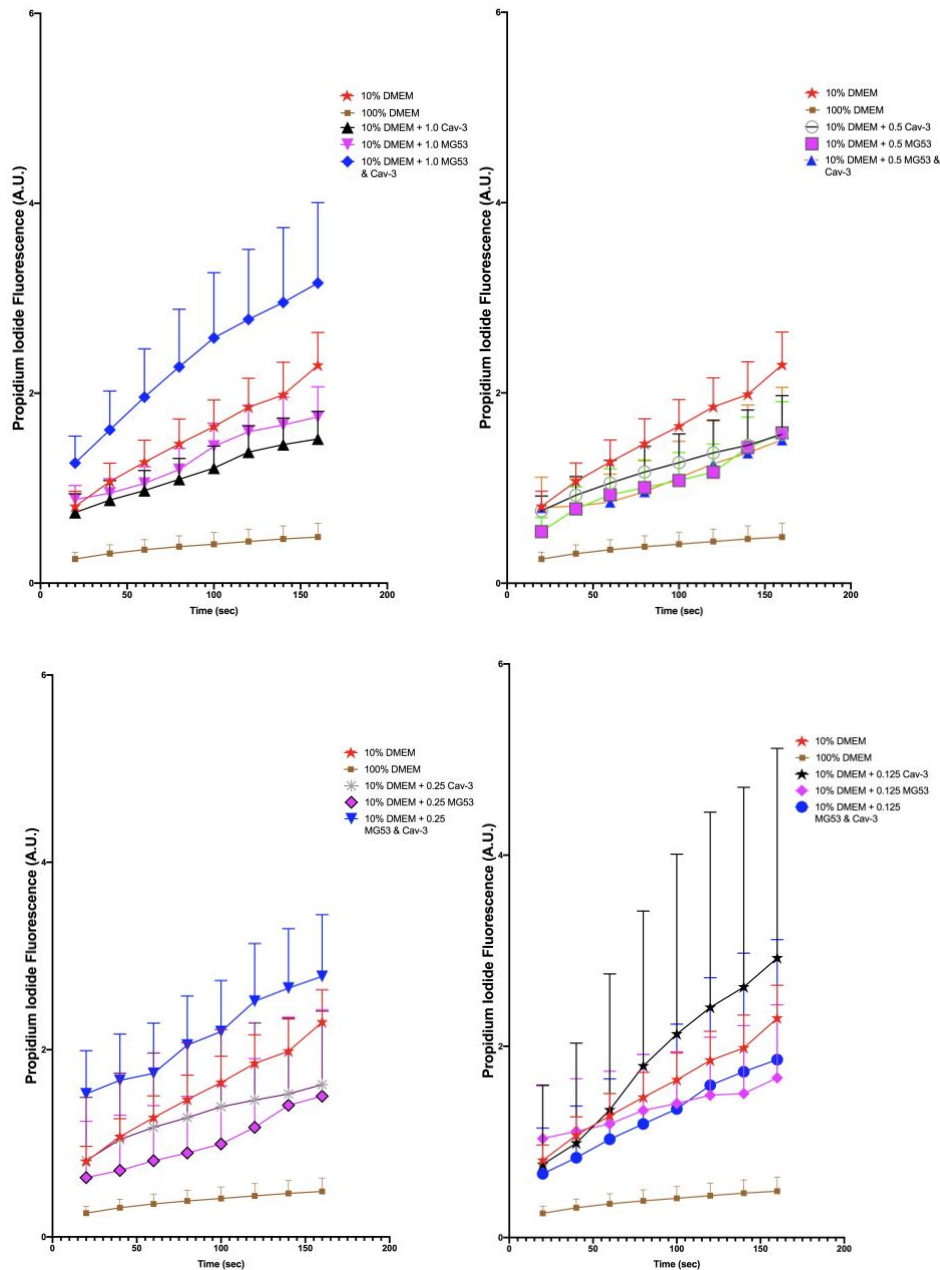 6
4
2
0
0
50
100
150
200
Propidium Iodide Fluorescence (A.U.)
Time (sec)
10% DMEM
100% DMEM
10% DMEM + 1.0 Cav-3
10% DMEM + 1.0 MG53
10% DMEM + 1.0 MG53
& Cav-3
6
4
2
0
0
50
100
150
200
Propidium Iodide Fluorescence (A.U.)
Time (sec)
10% DMEM
100% DMEM
10% DMEM + 0.5 Cav-3
10% DMEM + 0.5 MG53
10% DMEM + 0.5 MG53 &
Cav-3
6
4
2
0
0
50
100
150
200
Propidium Iodide Fluorescence (A.U.)
Time (sec)
10% DMEM
100% DMEM
10% DMEM + 0.25 Cav-3
10% DMEM + 0.25 MG53
10% DMEM + 0.25
MG53 & Cav-3
6
4
2
0
0
50
100
150
200
Propidium Iodide Fluorescence (A.U.)
Time (sec)
10% DMEM
100% DMEM
10% DMEM + 0.125 Cav-3
10% DMEM + 0.125 MG53
10% DMEM + 0.125
MG53 & Cav-3